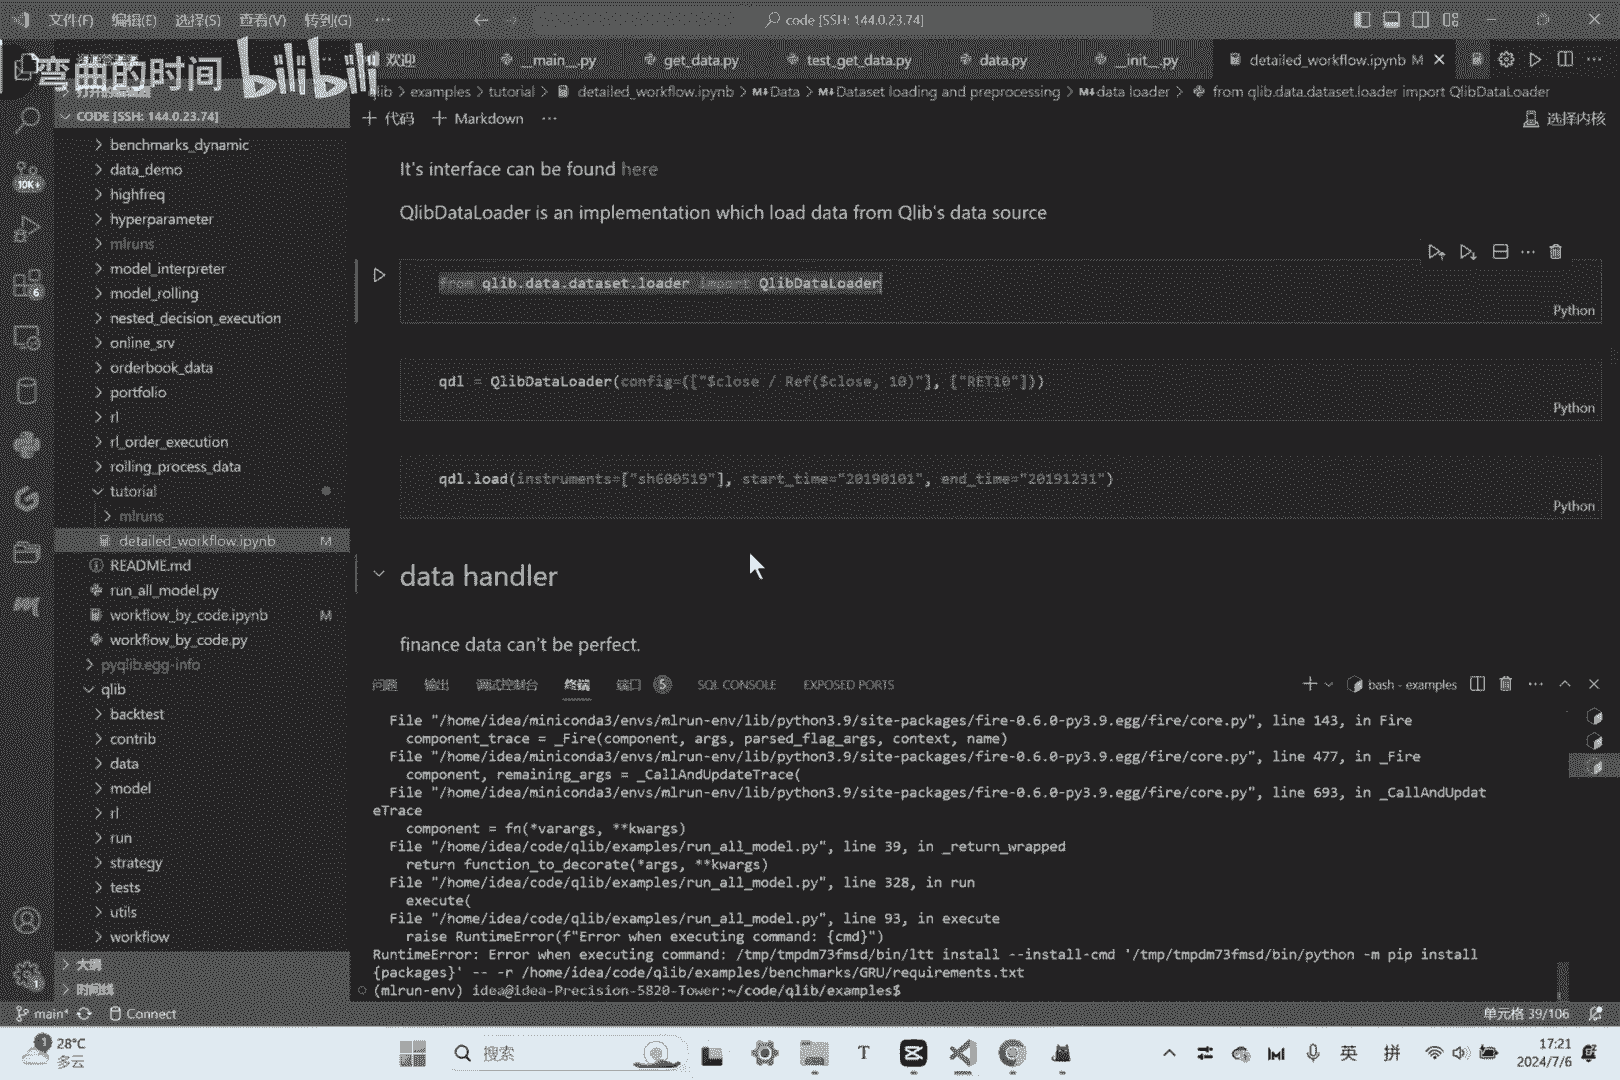 文件(F) 编辑(E) 选择(S) 查看(V) 转到(G) ··· code [SSH: 144.0.23.74]
弯曲的时间 bilibili
欢迎 __main__.py get_data.py test_get_data.py data.py __init__.py detailed_workflow.ipynb M
qlib > examples > tutorial > detailed_workflow.ipynb > M↓Data > M↓Dataset loading and preprocessing > M↓data loader > from qlib.data.dataset.loader import QlibDataLoader
CODE [SSH: 144.0.23.74]
+ 代码 + Markdown ···
选择内核
benchmarks_dynamic
data_demo
highfreq
hyperparameter
mlruns
model_interpreter
model_rolling
nested_decision_execution
online_srv
orderbook_data
portfolio
rl
rl_order_execution
rolling_process_data
tutorial
mlruns
detailed_workflow.ipynb M
README.md
run_all_model.py
workflow_by_code.ipynb M
workflow_by_code.py
pyqlib.egg-info
qlib
backtest
contrib
data
model
rl
run
strategy
tests
utils
workflow
大纲
时间线
10K+
6
1
It's interface can be found here
QlibDataLoader is an implementation which load data from Qlib's data source
from qlib.data.dataset.loader import QlibDataLoader
Python
qdl = QlibDataLoader(config=(["$close / Ref($close, 10)"], ["RET10"]))
Python
qdl.load(instruments=["sh600519"], start_time="20190101", end_time="20191231")
Python
data handler
finance data can't be perfect.
问题 输出 调试控制台 终端 端口 5 SQL CONSOLE EXPOSED PORTS
bash - examples
File "/home/idea/miniconda3/envs/mlrun-env/lib/python3.9/site-packages/fire-0.6.0-py3.9.egg/fire/core.py", line 143, in Fire
component_trace = _Fire(component, args, parsed_flag_args, context, name)
File "/home/idea/miniconda3/envs/mlrun-env/lib/python3.9/site-packages/fire-0.6.0-py3.9.egg/fire/core.py", line 477, in _Fire
component, remaining_args = _CallAndUpdateTrace(
File "/home/idea/miniconda3/envs/mlrun-env/lib/python3.9/site-packages/fire-0.6.0-py3.9.egg/fire/core.py", line 693, in _CallAndUpdat
eTrace
component = fn(*varargs, **kwargs)
File "/home/idea/code/qlib/examples/run_all_model.py", line 39, in _return_wrapped
return function_to_decorate(*args, **kwargs)
File "/home/idea/code/qlib/examples/run_all_model.py", line 328, in run
execute(
File "/home/idea/code/qlib/examples/run_all_model.py", line 93, in execute
raise RuntimeError(f"Error when executing command: {cmd}")
RuntimeError: Error when executing command: /tmp/tmpdm73fmsd/bin/ltt install --install-cmd '/tmp/tmpdm73fmsd/bin/python -m pip install
{packages}' -- -r /home/idea/code/qlib/examples/benchmarks/GRU/requirements.txt
(mlrun-env) idea@idea-Precision-5820-Tower:~/code/qlib/examples$
main* Connect
单元格 39/106
28°C
多云
搜索
英 拼
17:21
2024/7/6